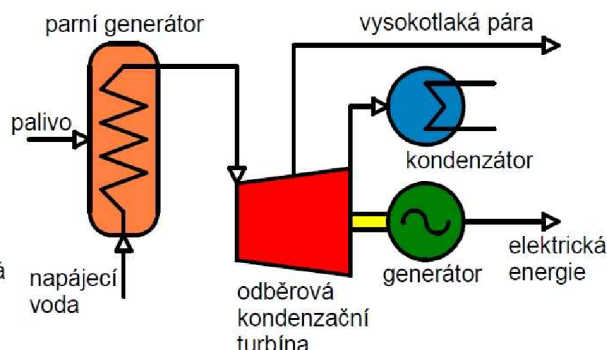 parní generátor
vysokotlaká pára
palivo
kondenzátor
napájecí
voda
odběrová
kondenzační
turbína
generátor
elektrická
energie